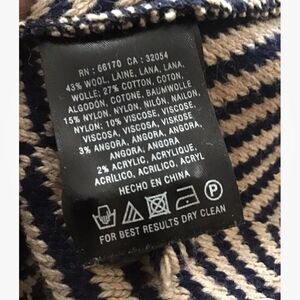 RN : 66170 CA : 32054
43% WOOL, LAINE, LANA, LANA,
WOLLE; 27% COTTON, COTON,
ALGODÓN, COTONE, BAUMWOLLE
15% NYLON, NYLON, NILÓN, NAILON,
NYLON; 10% VISCOSE, VISCOSE,
VISCOSA, VISCOSA, VISKOSE
3% ANGORA, ANGORA, ANGORA,
ANGORA, ANGORA
2% ACRYLIC, ACRYLIQUE,
ACRÍLICO, ACRILICO, ACRYL
HECHO EN CHINA
P
FOR BEST RESULTS DRY CLEAN